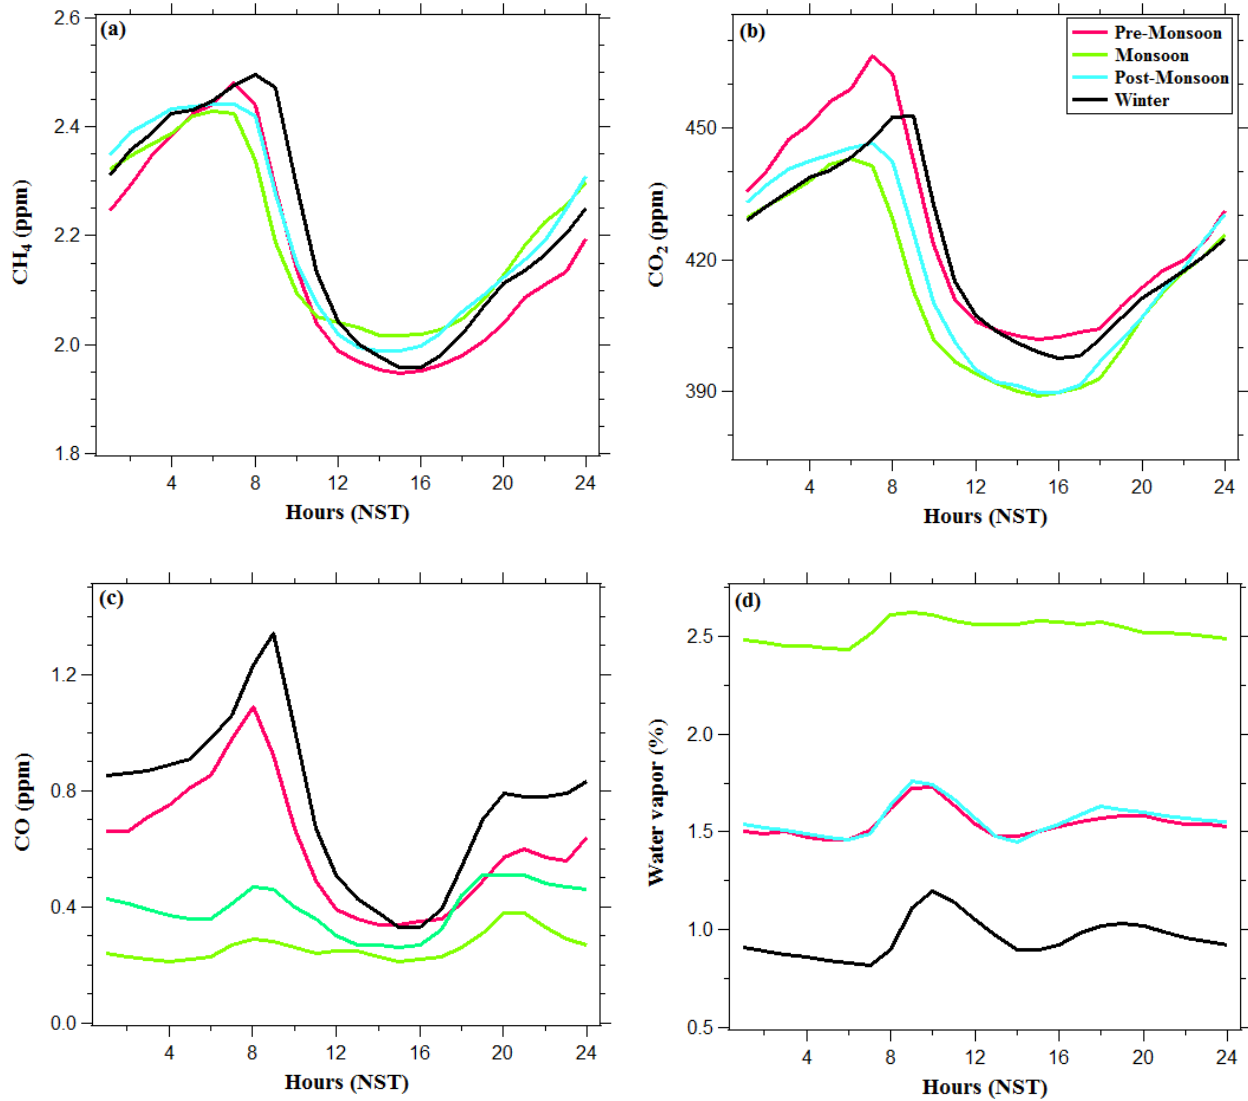 (a)
2.6
2.4
2.2
2.0
1.8
CH4 (ppm)
4 8 12 16 20 24
Hours (NST)
(b)
Pre-Monsoon
Monsoon
Post-Monsoon
Winter
450
420
390
CO2 (ppm)
4 8 12 16 20 24
Hours (NST)
(c)
1.2
0.8
0.4
0.0
CO (ppm)
4 8 12 16 20 24
Hours (NST)
(d)
2.5
2.0
1.5
1.0
0.5
Water vapor (%)
4 8 12 16 20 24
Hours (NST)